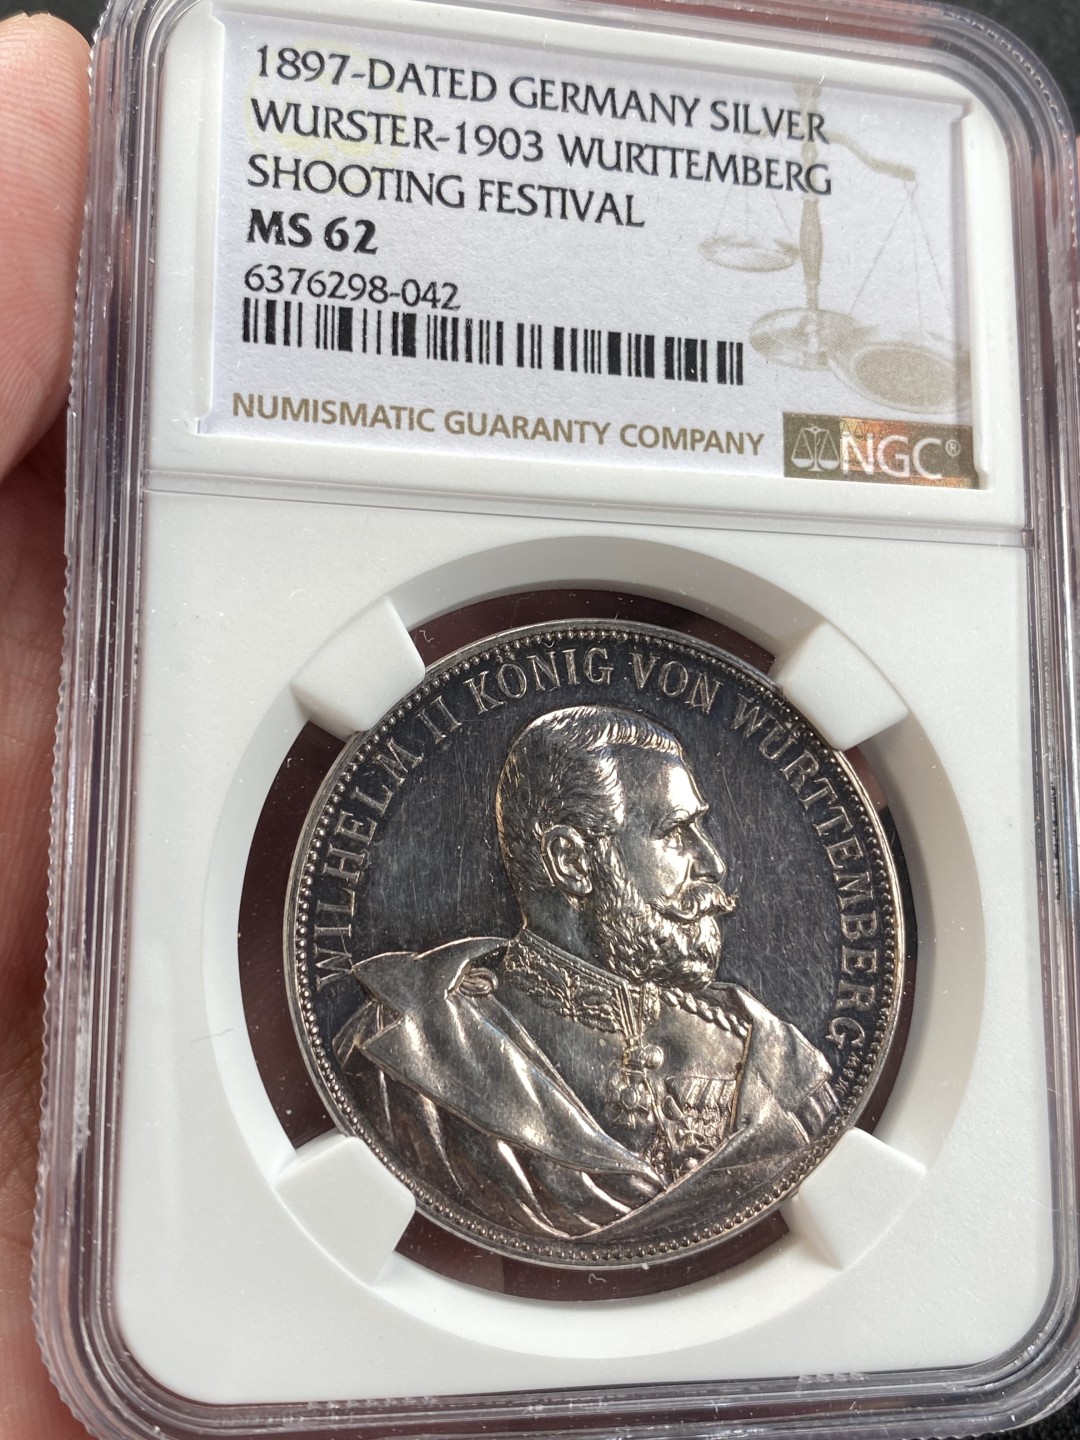 1897-DATED GERMANY SILVER
WURSTER-1903 WURTTEMBERG
SHOOTING FESTIVAL
MS 62
6376298-042
NUMISMATIC GUARANTY COMPANY
NGC®
WILHELM II KÖNIG VON WÜRTTEMBERG